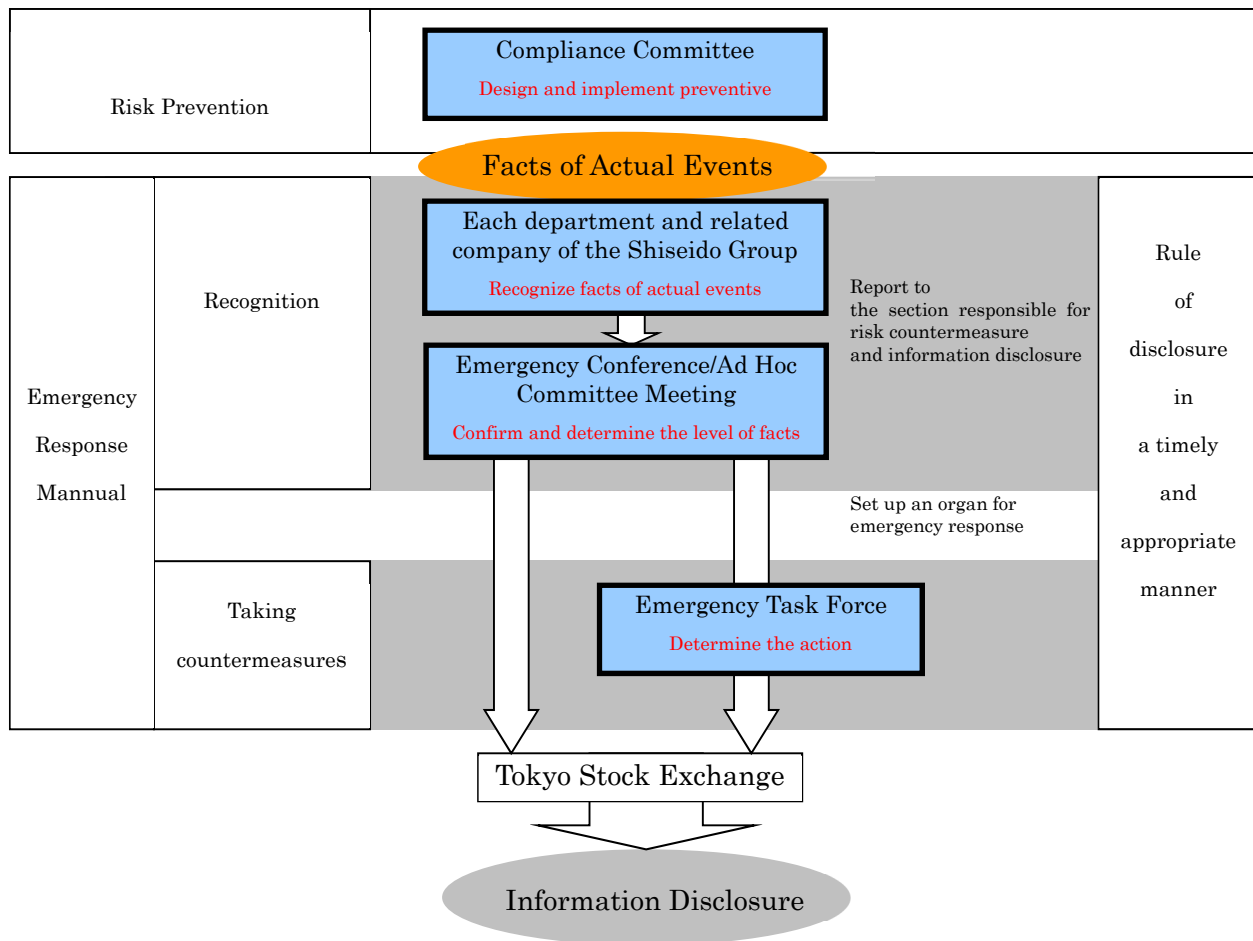 Compliance Committee
Design and implement preventive
Risk Prevention
Facts of Actual Events
Each department and related
company of the Shiseido Group
Recognize facts of actual events
Recognition
Report to
the section responsible for
risk countermeasure
and information disclosure
Emergency Conference/Ad Hoc
Committee Meeting
Confirm and determine the level of facts
Emergency
Response
Mannual
Rule
of
disclosure
in
a timely
and
appropriate
manner
Set up an organ for
emergency response
Taking
countermeasures
Emergency Task Force
Determine the action
Tokyo Stock Exchange
Information Disclosure